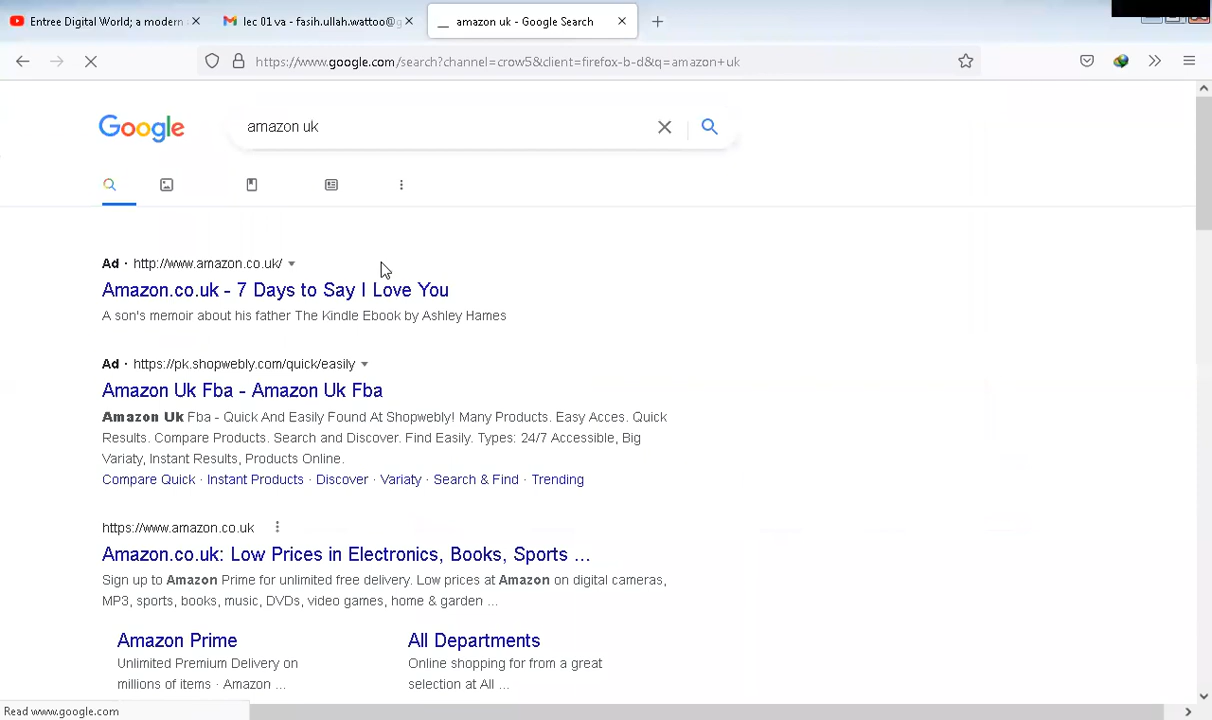 Entree Digital World; a modern
lec 01 va - fasih.ullah.wattoo@g
amazon uk - Google Search
https://www.google.com/search?channel=crow5&client=firefox-b-d&q=amazon+uk
Google
amazon uk
Ad · http://www.amazon.co.uk/
Amazon.co.uk - 7 Days to Say I Love You
A son's memoir about his father The Kindle Ebook by Ashley Hames
Ad · https://pk.shopwebly.com/quick/easily
Amazon Uk Fba - Amazon Uk Fba
Amazon Uk Fba - Quick And Easily Found At Shopwebly! Many Products. Easy Acces. Quick
Results. Compare Products. Search and Discover. Find Easily. Types: 24/7 Accessible, Big
Variaty, Instant Results, Products Online.
Compare Quick · Instant Products · Discover · Variaty · Search & Find · Trending
https://www.amazon.co.uk
Amazon.co.uk: Low Prices in Electronics, Books, Sports ...
Sign up to Amazon Prime for unlimited free delivery. Low prices at Amazon on digital cameras,
MP3, sports, books, music, DVDs, video games, home & garden ...
Amazon Prime
Unlimited Premium Delivery on
millions of items · Amazon ...
All Departments
Online shopping for from a great
selection at All ...
Read www.google.com